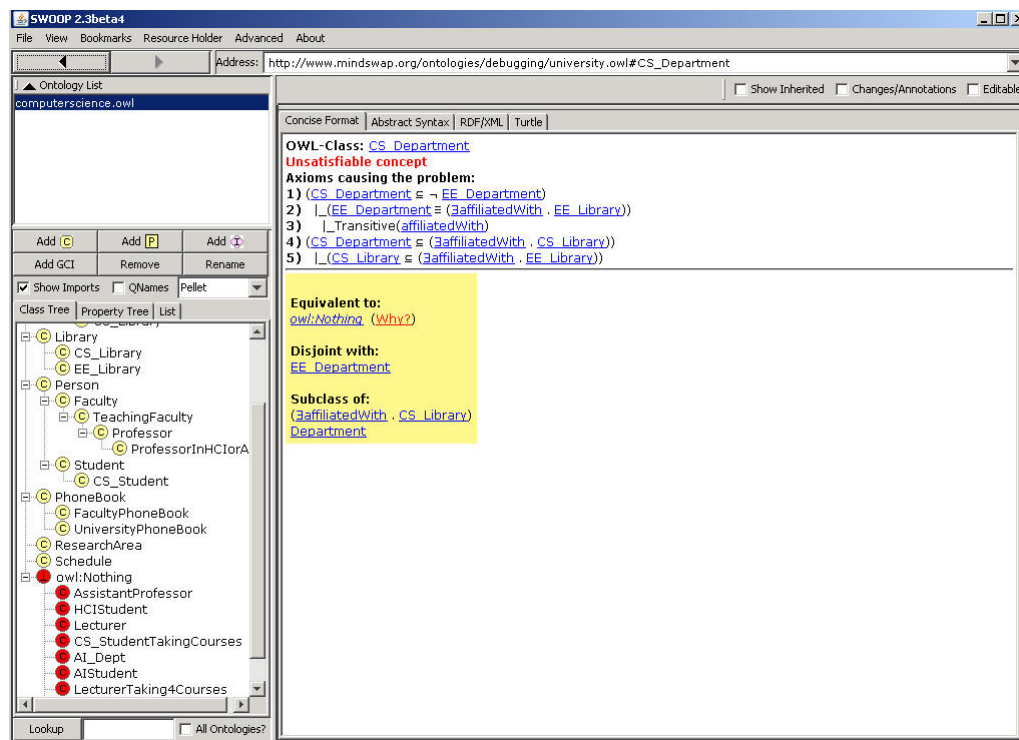 SWOOP 2.3beta4
File View Bookmarks Resource Holder Advanced About
Address: http://www.mindswap.org/ontologies/debugging/university.owl#CS_Department
Ontology List
computerscience.owl
Show Inherited Changes/Annotations Editable
Concise Format Abstract Syntax RDF/XML Turtle
OWL-Class: CS_Department
Unsatisfiable concept
Axioms causing the problem:
1) (CS_Department ⊆ ¬ EE_Department)
2) |_(EE_Department ≡ (∃affiliatedWith . EE_Library))
3) |_Transitive(affiliatedWith)
4) (CS_Department ⊆ (∃affiliatedWith . CS_Library))
5) |_(CS_Library ⊆ (∃affiliatedWith . EE_Library))
Equivalent to:
owl:Nothing (Why?)
Disjoint with:
EE_Department
Subclass of:
(∃affiliatedWith . CS_Library)
Department
Add C Add P Add I
Add GCI Remove Rename
Show Imports QNames Pellet
Class Tree Property Tree List
CS_Library
Library
CS_Library
EE_Library
Person
Faculty
TeachingFaculty
Professor
ProfessorInHCIorA
Student
CS_Student
PhoneBook
FacultyPhoneBook
UniversityPhoneBook
ResearchArea
Schedule
owl:Nothing
AssistantProfessor
HCIStudent
Lecturer
CS_StudentTakingCourses
AI_Dept
AIStudent
LecturerTaking4Courses
Lookup All Ontologies?